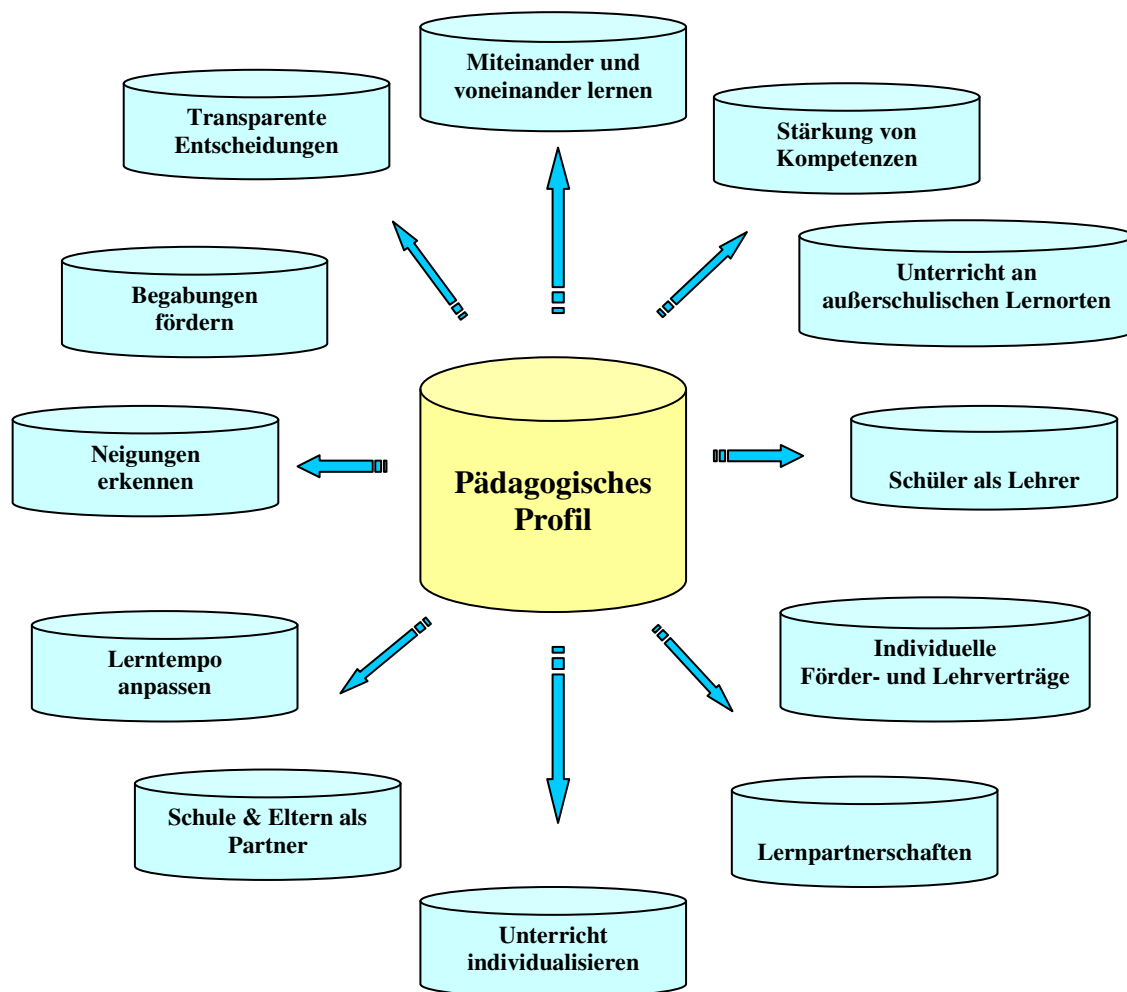 Miteinander und
voneinander lernen
Transparente
Entscheidungen
Stärkung von
Kompetenzen
Begabungen
fördern
Unterricht an
außerschulischen Lernorten
Neigungen
erkennen
Pädagogisches
Profil
Schüler als Lehrer
Lerntempo
anpassen
Individuelle
Förder- und Lehrverträge
Schule & Eltern als
Partner
Lernpartnerschaften
Unterricht
individualisieren